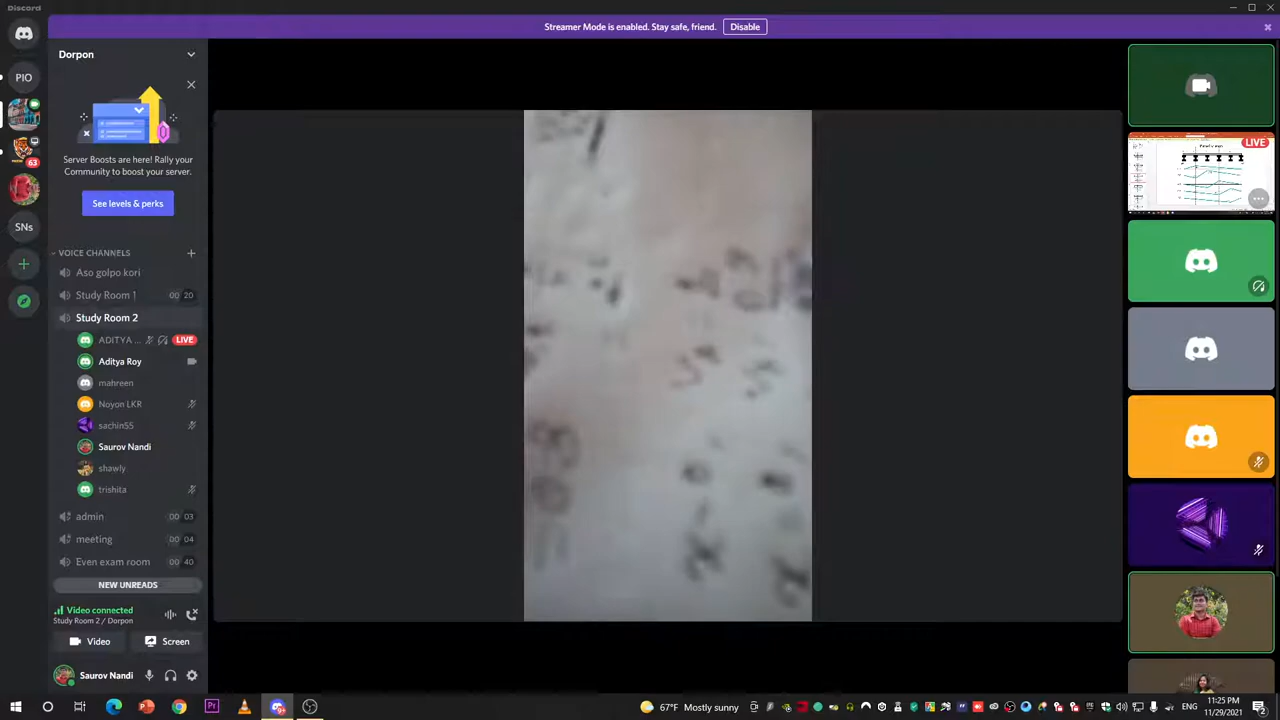 Discord
Streamer Mode is enabled. Stay safe, friend.
Disable
Dorpon
PIO
63
SNs
Server Boosts are here! Rally your
Community to boost your server.
See levels & perks
VOICE CHANNELS
Aso golpo kori
Study Room 1
00 20
Study Room 2
ADITYA ...
LIVE
Aditya Roy
mahreen
Noyon LKR
sachin55
Saurov Nandi
shawly
trishita
admin
00 03
meeting
00 04
Even exam room
00 40
NEW UNREADS
Video connected
Study Room 2 / Dorpon
Video
Screen
Saurov Nandi
LIVE
67°F Mostly sunny
ENG
11:25 PM
11/29/2021
2